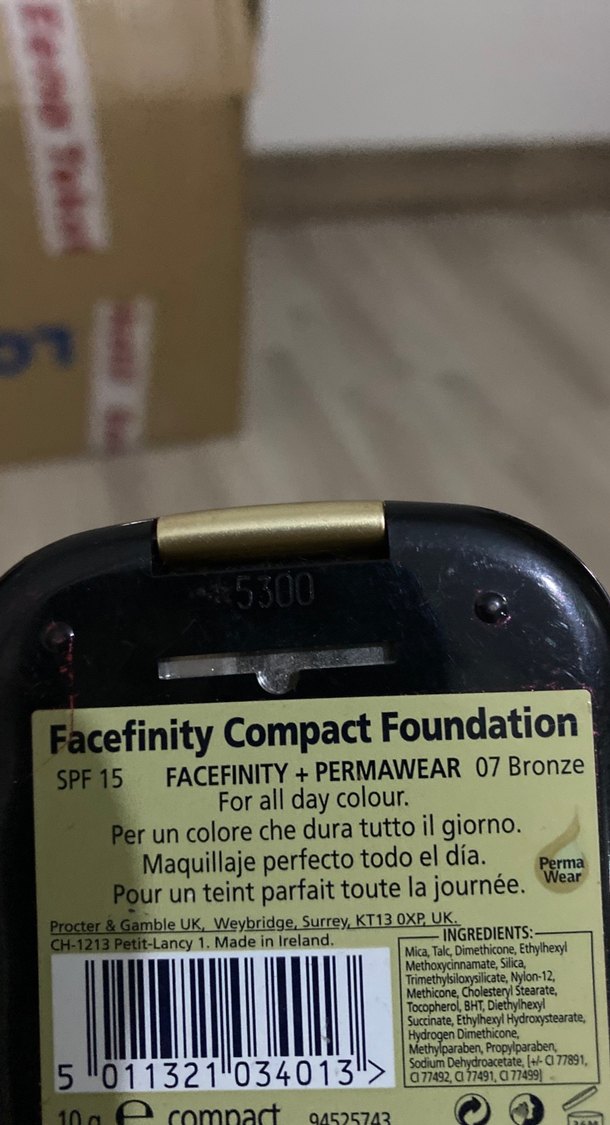 5300
Facefinity Compact Foundation
SPF 15 FACEFINITY + PERMAWEAR 07 Bronze
For all day colour.
Per un colore che dura tutto il giorno.
Maquillaje perfecto todo el día.
Pour un teint parfait toute la journée.
Perma
Wear
Procter & Gamble UK, Weybridge, Surrey, KT13 0XP, UK.
CH-1213 Petit-Lancy 1. Made in Ireland.
INGREDIENTS:
Mica, Talc, Dimethicone, Ethylhexyl
Methoxycinnamate, Silica,
Trimethylsiloxysilicate, Nylon-12,
Methicone, Cholesteryl Stearate,
Tocopherol, BHT, Diethylhexyl
Succinate, Ethylhexyl Hydroxystearate,
Hydrogen Dimethicone,
Methylparaben, Propylparaben,
Sodium Dehydroacetate, [+/- CI 77891,
CI 77492, CI 77491, CI 77499]
5 011321 034013 >
10 g e compact 94525743